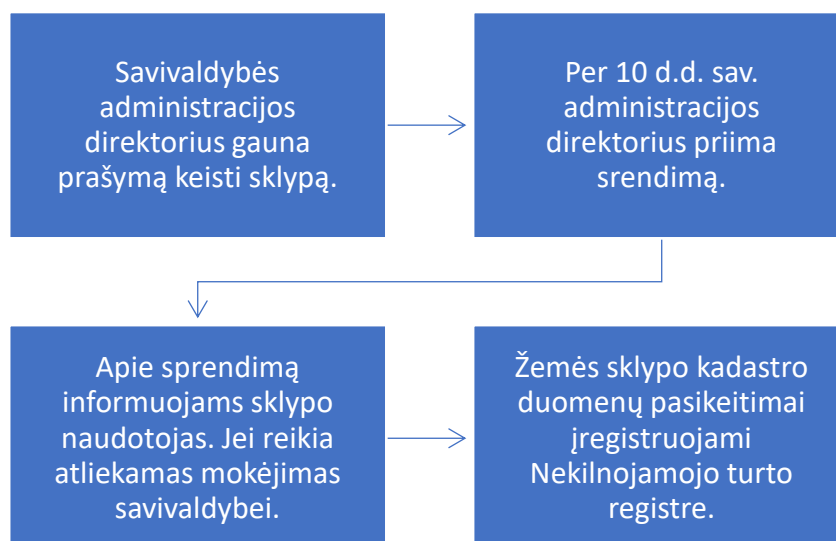 Savivaldybės
administracijos
direktorius gauna
prašymą keisti sklypą.
Per 10 d.d. sav.
administracijos
direktorius priima
srendimą.
Apie sprendimą
informuojams sklypo
naudotojas. Jei reikia
atliekamas mokėjimas
savivaldybei.
Žemės sklypo kadastro
duomenų pasikeitimai
įregistruojami
Nekilnojamojo turto
registre.